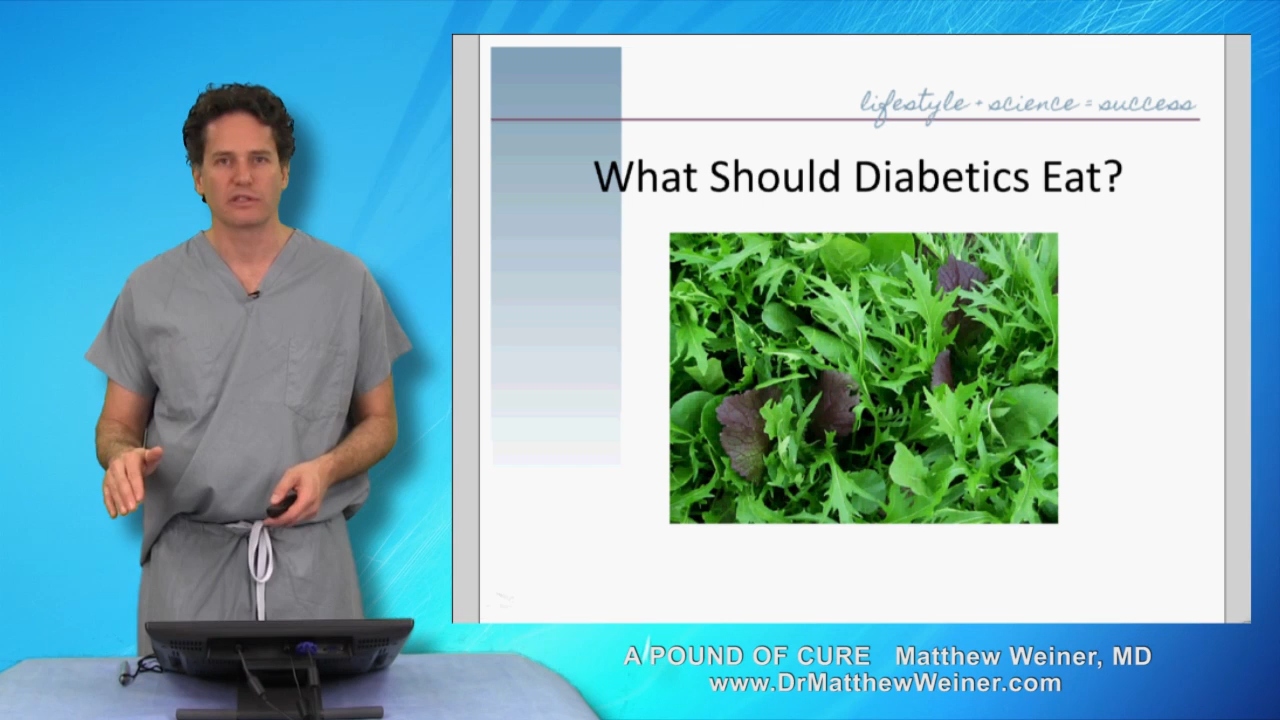 lifestyle + science = success
What Should Diabetics Eat?
A POUND OF CURE Matthew Weiner, MD
www.DrMatthewWeiner.com